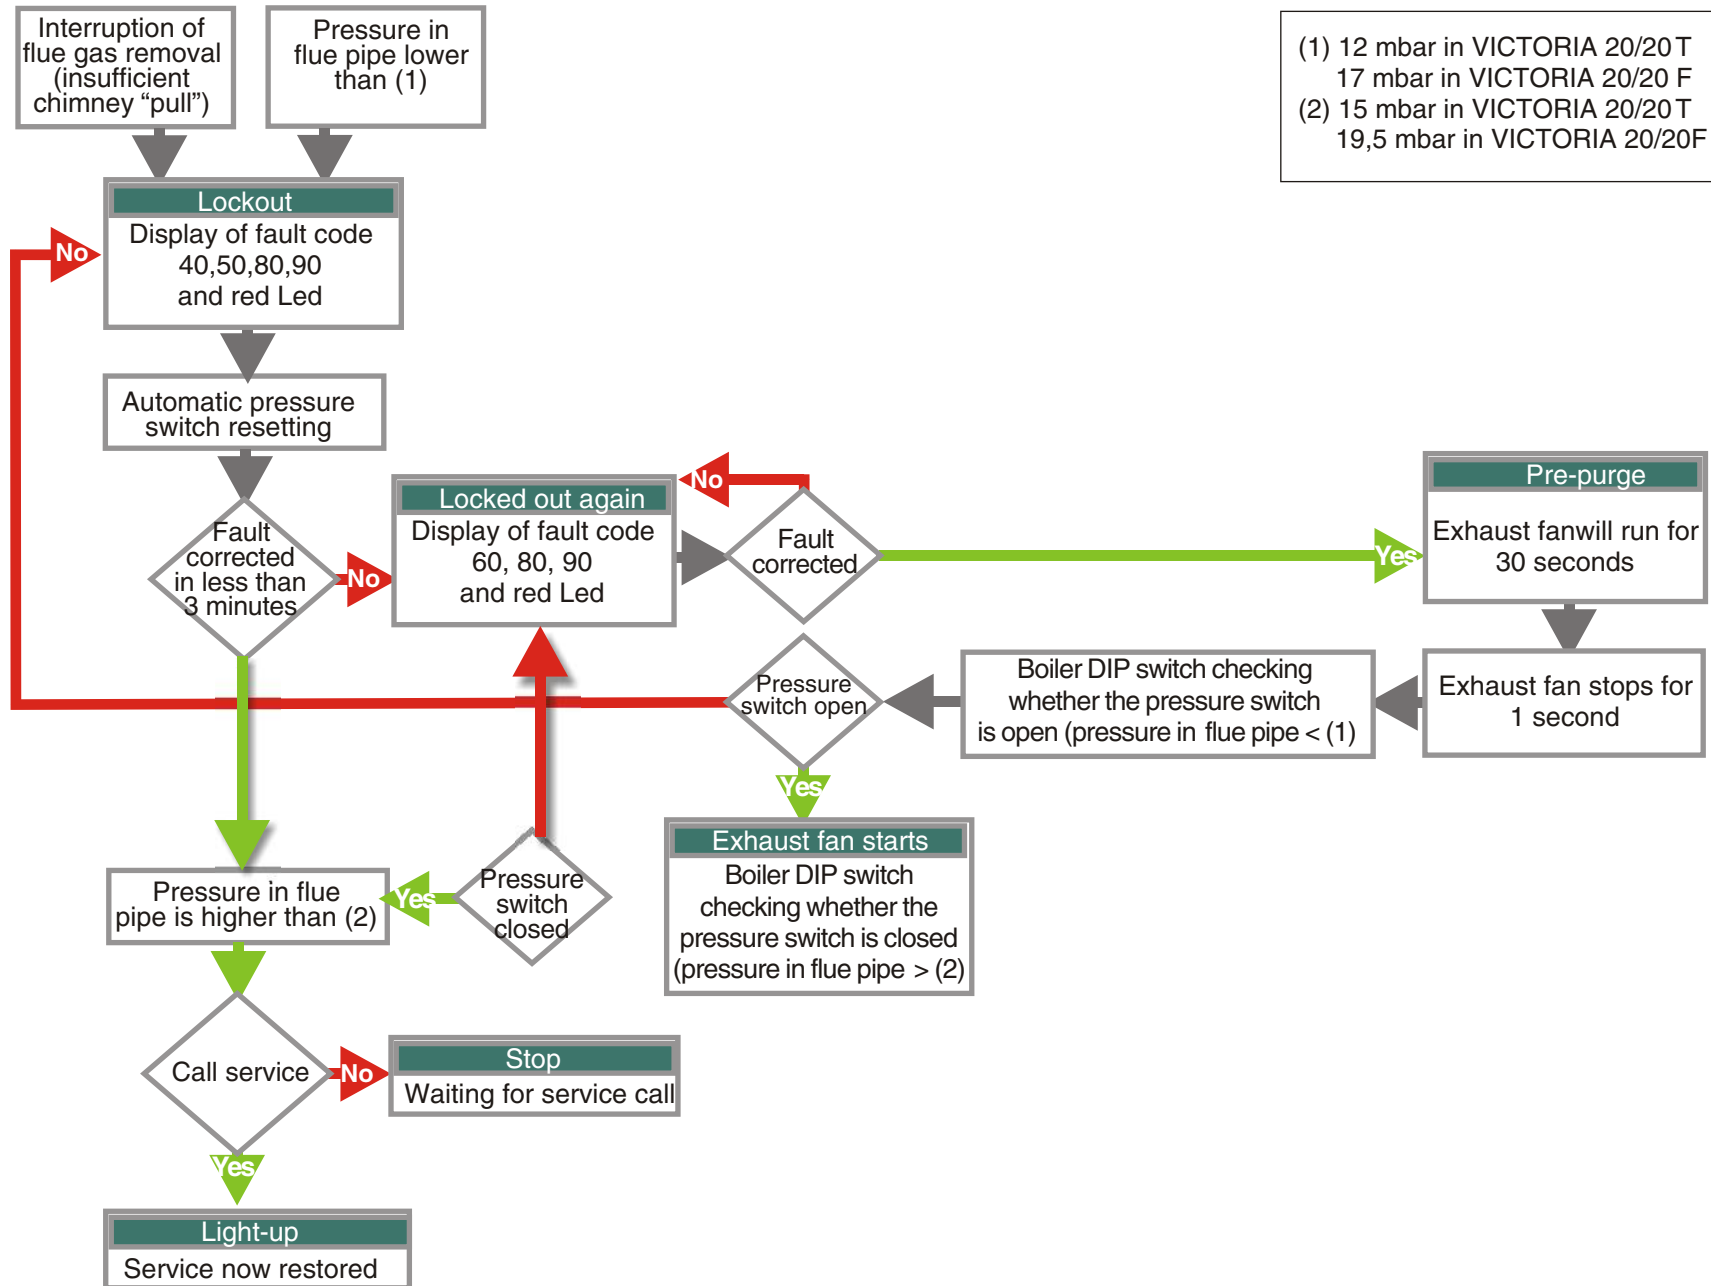 Interruption of
flue gas removal
(insufficient
chimney “pull”)
Pressure in
flue pipe lower
than (1)
(1) 12 mbar in VICTORIA 20/20 T
17 mbar in VICTORIA 20/20 F
(2) 15 mbar in VICTORIA 20/20 T
19,5 mbar in VICTORIA 20/20F
Lockout
Display of fault code
40,50,80,90
and red Led
No
Automatic pressure
switch resetting
Fault
corrected
in less than
3 minutes
No
Locked out again
Display of fault code
60, 80, 90
and red Led
No
Fault
corrected
Yes
Pre-purge
Exhaust fanwill run for
30 seconds
Exhaust fan stops for
1 second
Boiler DIP switch checking
whether the pressure switch
is open (pressure in flue pipe < (1)
Pressure
switch open
Yes
Exhaust fan starts
Boiler DIP switch
checking whether the
pressure switch is closed
(pressure in flue pipe > (2)
Pressure
switch
closed
Yes
Pressure in flue
pipe is higher than (2)
Call service
No
Stop
Waiting for service call
Yes
Light-up
Service now restored